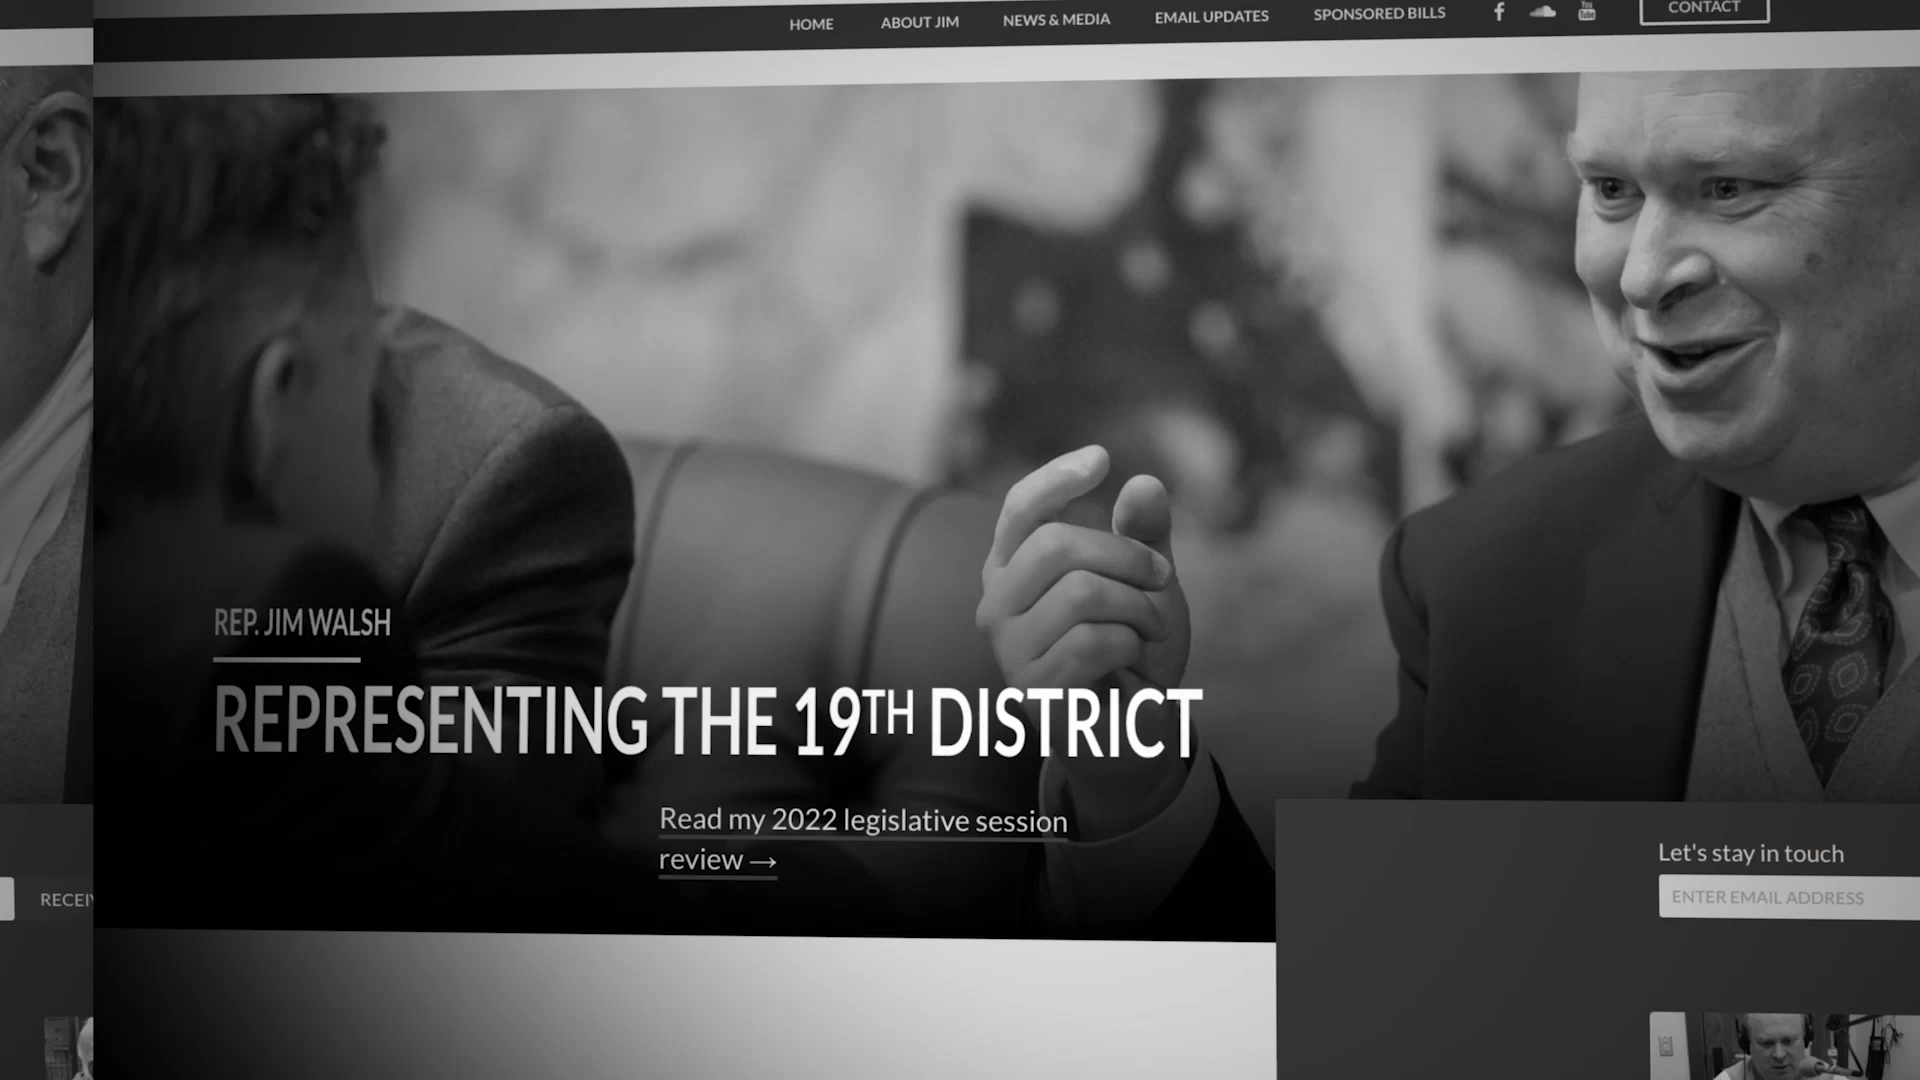 HOME ABOUT JIM NEWS & MEDIA EMAIL UPDATES SPONSORED BILLS CONTACT
REP. JIM WALSH
REPRESENTING THE 19TH DISTRICT
Read my 2022 legislative session
review →
Let's stay in touch
ENTER EMAIL ADDRESS